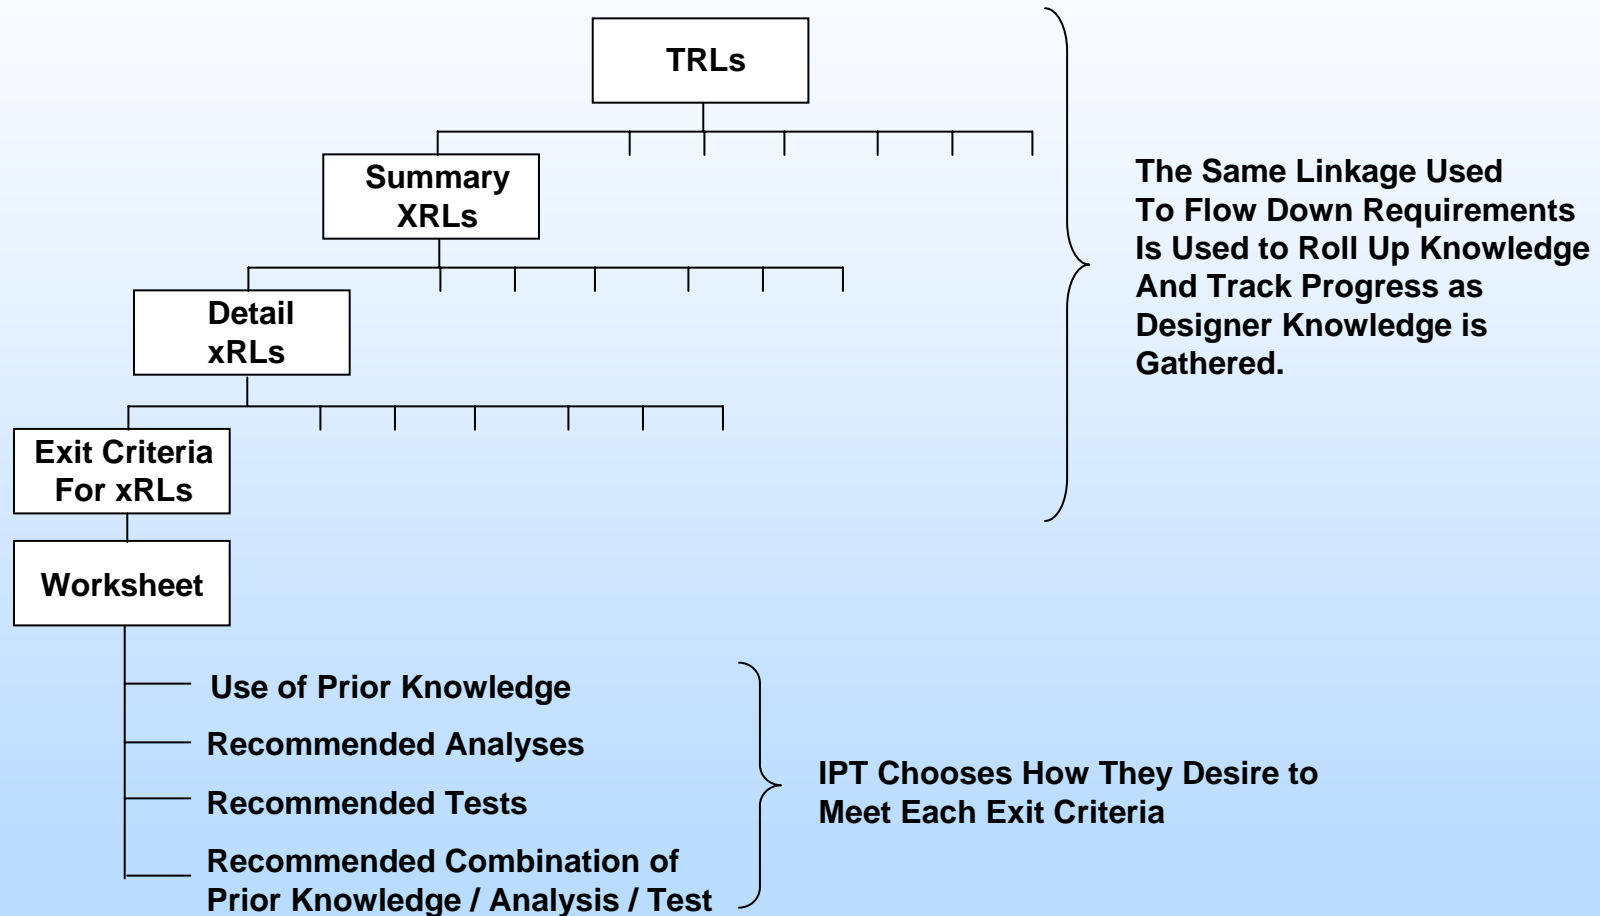 TRLs
Summary
XRLs
The Same Linkage Used
To Flow Down Requirements
Is Used to Roll Up Knowledge
And Track Progress as
Designer Knowledge is
Gathered.
Detail
xRLs
Exit Criteria
For xRLs
Worksheet
Use of Prior Knowledge
Recommended Analyses
Recommended Tests
Recommended Combination of
Prior Knowledge / Analysis / Test
IPT Chooses How They Desire to
Meet Each Exit Criteria